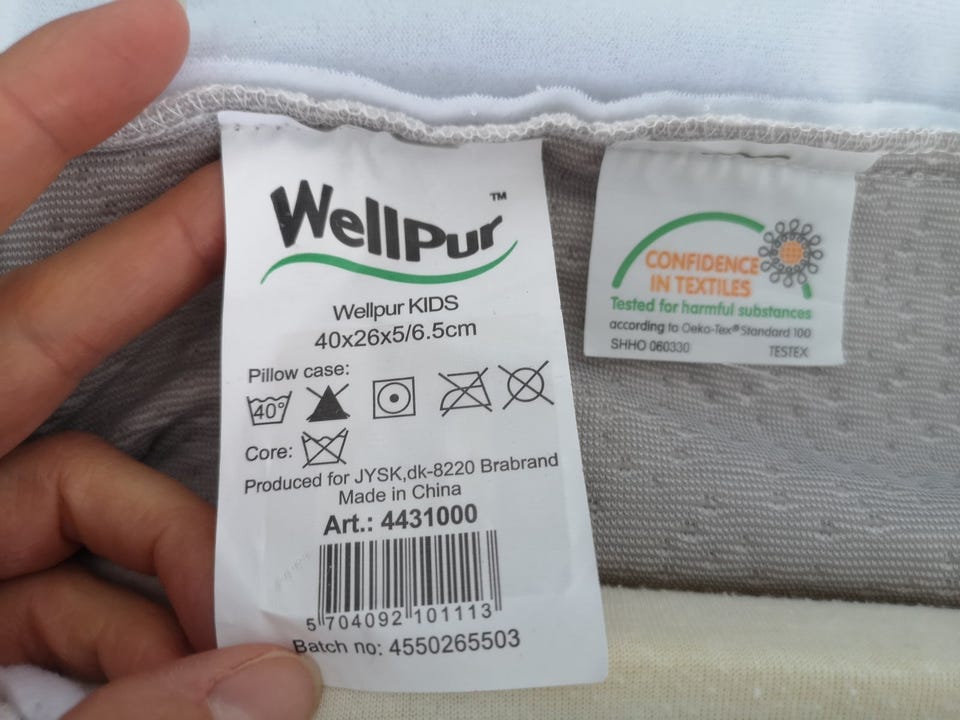 WellPur™
Wellpur KIDS
40x26x5/6.5cm
Pillow case:
40°
Core:
Produced for JYSK,dk-8220 Brabrand
Made in China
Art.: 4431000
5 704092 101113
Batch no: 4550265503
CONFIDENCE
IN TEXTILES
Tested for harmful substances
according to Oeko-Tex® Standard 100
SHHO 060330 TESTEX